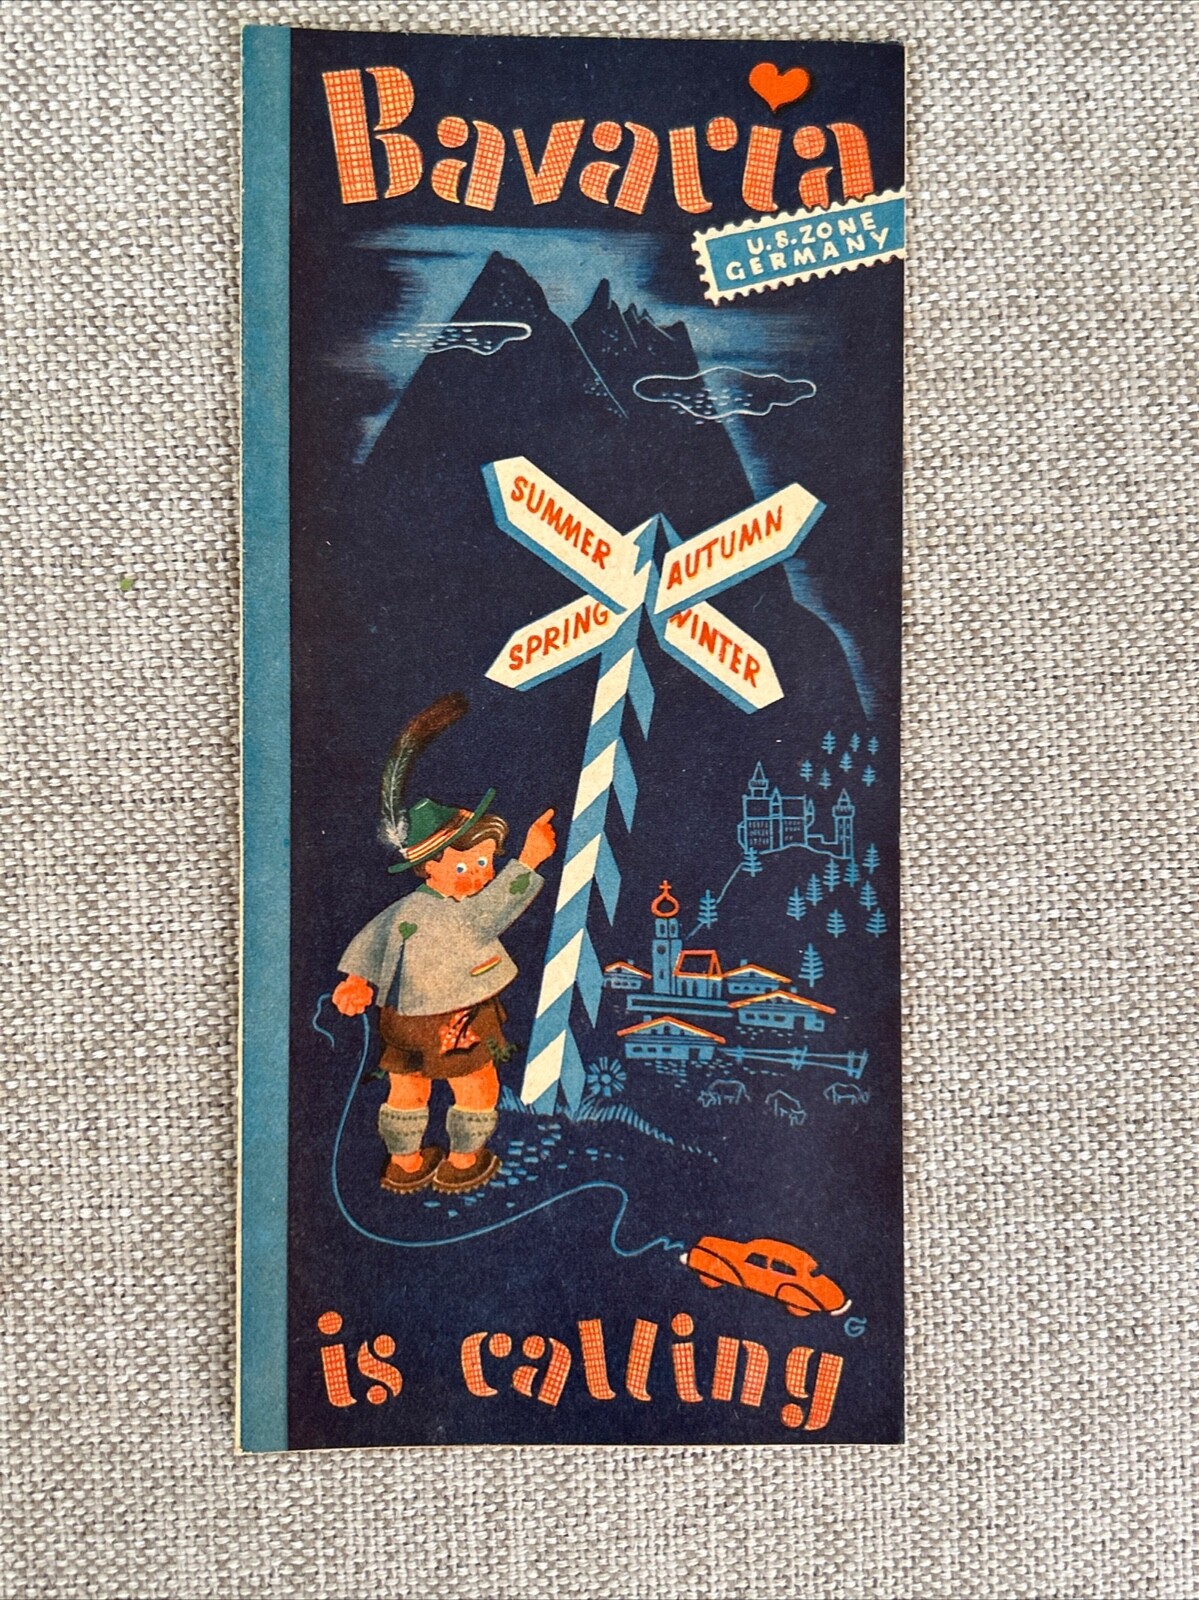 Bavaria
U.S.ZONE
GERMANY
SUMMER
AUTUMN
SPRING
WINTER
G
is calling